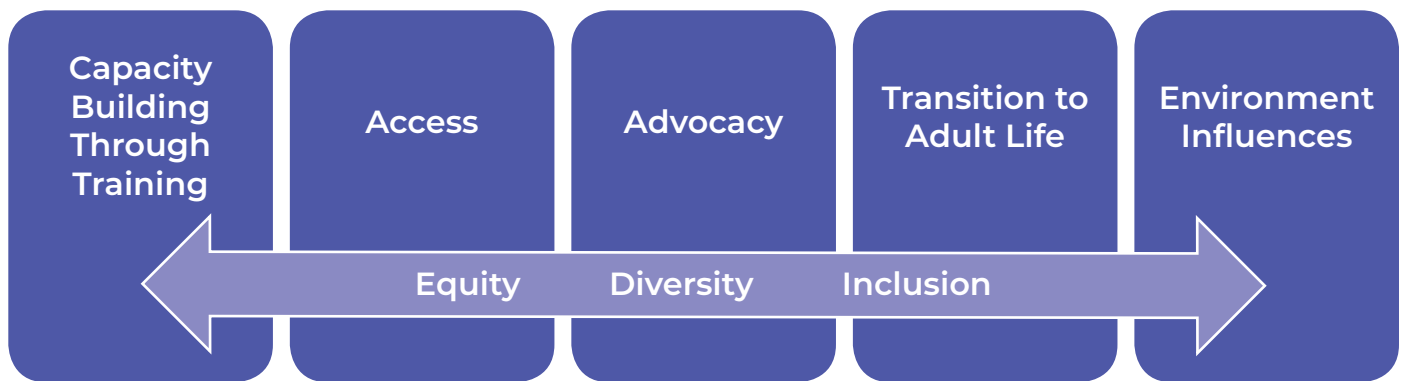 Capacity
Building
Through
Training
Access
Advocacy
Transition to
Adult Life
Environment
Influences
Equity Diversity Inclusion